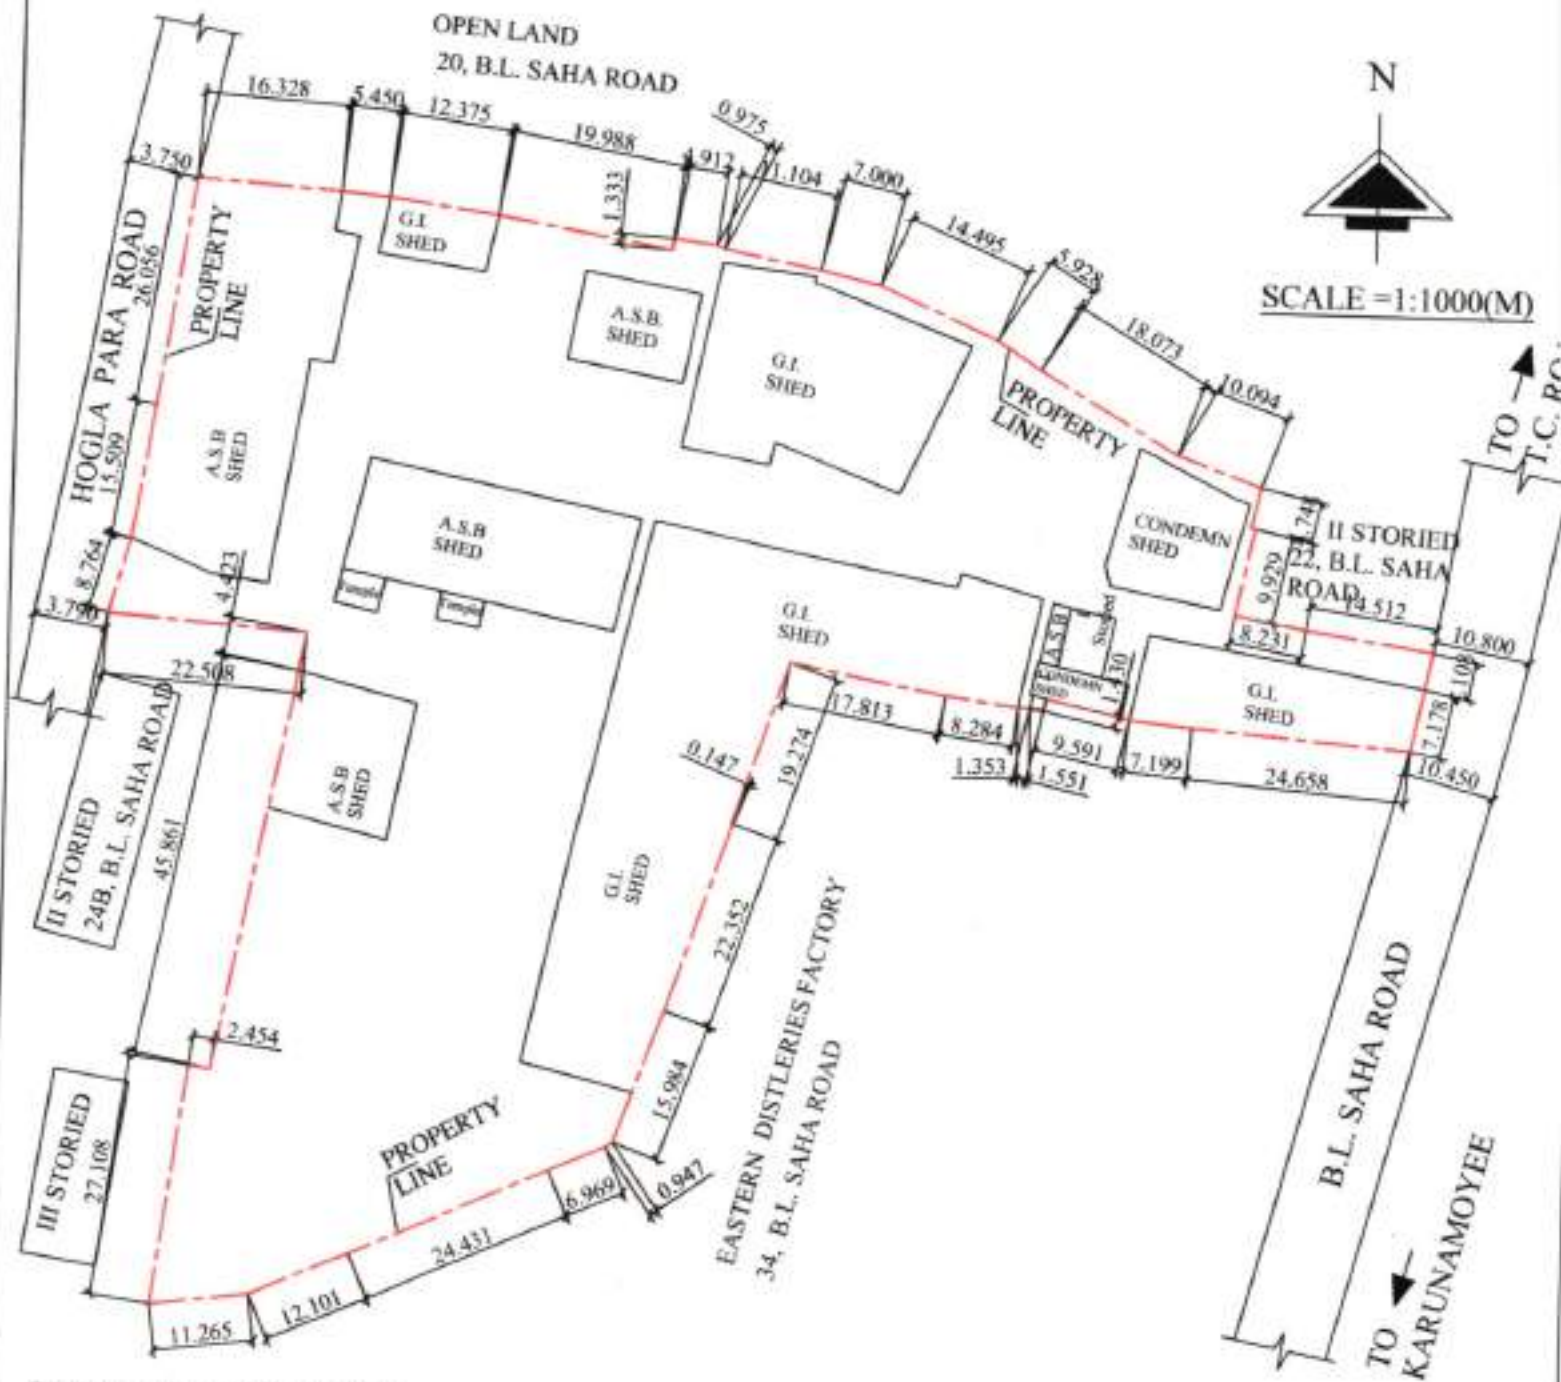 OPEN LAND
20, B.L. SAHA ROAD
N
SCALE =1:1000(M)
16.328
5.450
12.375
19.988
0.975
4.912
11.104
7.000
14.495
5.928
18.073
10.094
1.333
3.750
HOGLA PARA ROAD
26.056
15.599
8.764
3.790
PROPERTY
LINE
G.I.
SHED
A.S.B.
SHED
G.I.
SHED
PROPERTY
LINE
TO
T.C.
A.S.B
SHED
A.S.B
SHED
4.423
Temple
Temple
CONDEMN
SHED
II STORIED
22, B.L. SAHA
ROAD
9.929
14.512
8.231
10.800
G.I.
SHED
A.S.B
Storied
CONDEMN
SHED
1.430
G.I.
SHED
7.178
10.450
22.508
17.813
8.284
1.353
1.551
9.591
7.199
24.658
0.147
19.274
II STORIED
24B, B.L. SAHA ROAD
45.861
A.S.B
SHED
G.I.
SHED
22.352
15.984
EASTERN DISTLERIES FACTORY
34, B.L. SAHA ROAD
B.L. SAHA ROAD
2.454
III STORIED
27.108
PROPERTY
LINE
6.969
0.947
24.431
12.101
11.265
TO
KARUNAMOYEE